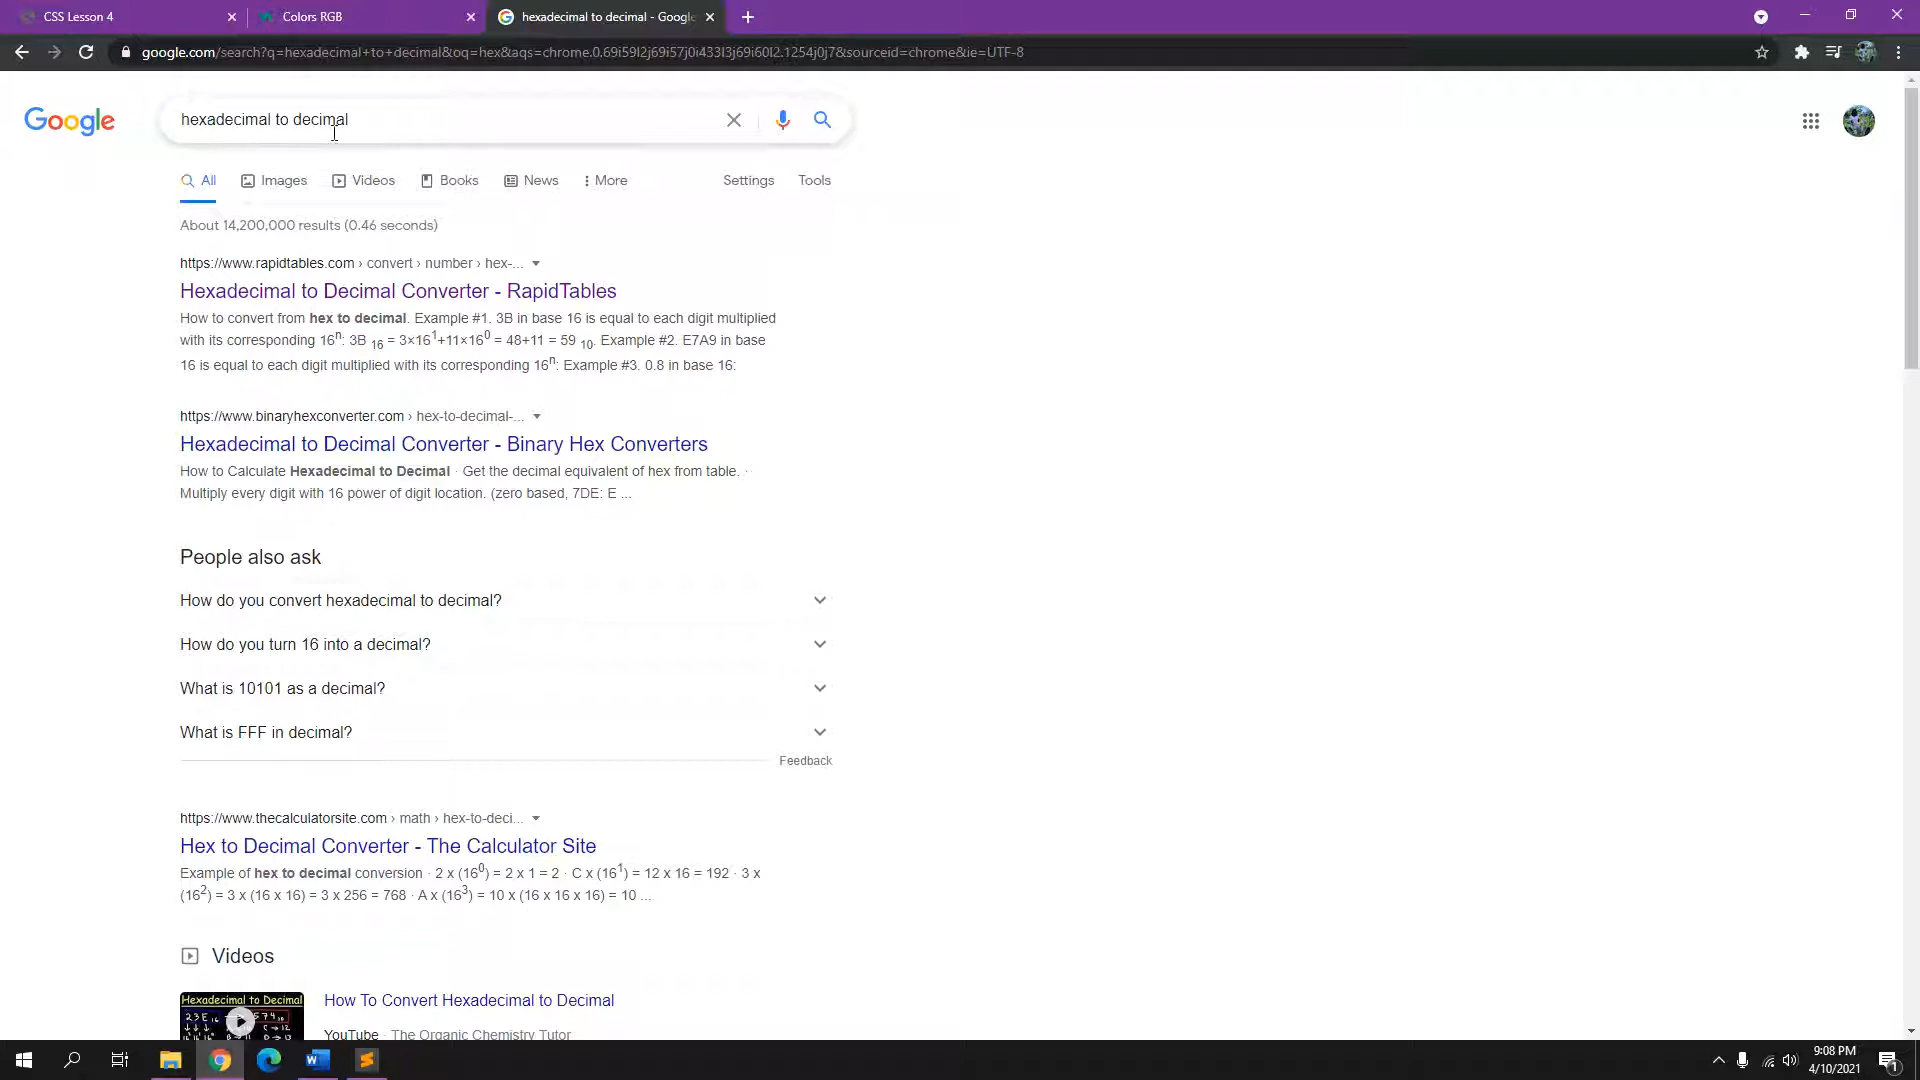 CSS Lesson 4
Colors RGB
hexadecimal to decimal - Google
google.com/search?q=hexadecimal+to+decimal&oq=hex&aqs=chrome.0.69i59l2j69i57j0i433l3j69i60l2.1254j0j7&sourceid=chrome&ie=UTF-8
Google
hexadecimal to decimal
All Images Videos Books News More Settings Tools
About 14,200,000 results (0.46 seconds)
https://www.rapidtables.com › convert › number › hex-...
Hexadecimal to Decimal Converter - RapidTables
How to convert from hex to decimal. Example #1. 3B in base 16 is equal to each digit multiplied
with its corresponding 16ⁿ: 3B ₁₆ = 3×16¹+11×16⁰ = 48+11 = 59 ₁₀. Example #2. E7A9 in base
16 is equal to each digit multiplied with its corresponding 16ⁿ: Example #3. 0.8 in base 16:
https://www.binaryhexconverter.com › hex-to-decimal-...
Hexadecimal to Decimal Converter - Binary Hex Converters
How to Calculate Hexadecimal to Decimal · Get the decimal equivalent of hex from table. ·
Multiply every digit with 16 power of digit location. (zero based, 7DE: E ...
People also ask
How do you convert hexadecimal to decimal?
How do you turn 16 into a decimal?
What is 10101 as a decimal?
What is FFF in decimal?
Feedback
https://www.thecalculatorsite.com › math › hex-to-deci...
Hex to Decimal Converter - The Calculator Site
Example of hex to decimal conversion · 2 x (16⁰) = 2 x 1 = 2 · C x (16¹) = 12 x 16 = 192 · 3 x
(16²) = 3 x (16 x 16) = 3 x 256 = 768 · A x (16³) = 10 x (16 x 16 x 16) = 10 ...
Videos
Hexadecimal to Decimal
23E₁₆ 574₁₀
How To Convert Hexadecimal to Decimal
YouTube · The Organic Chemistry Tutor
9:08 PM
4/10/2021